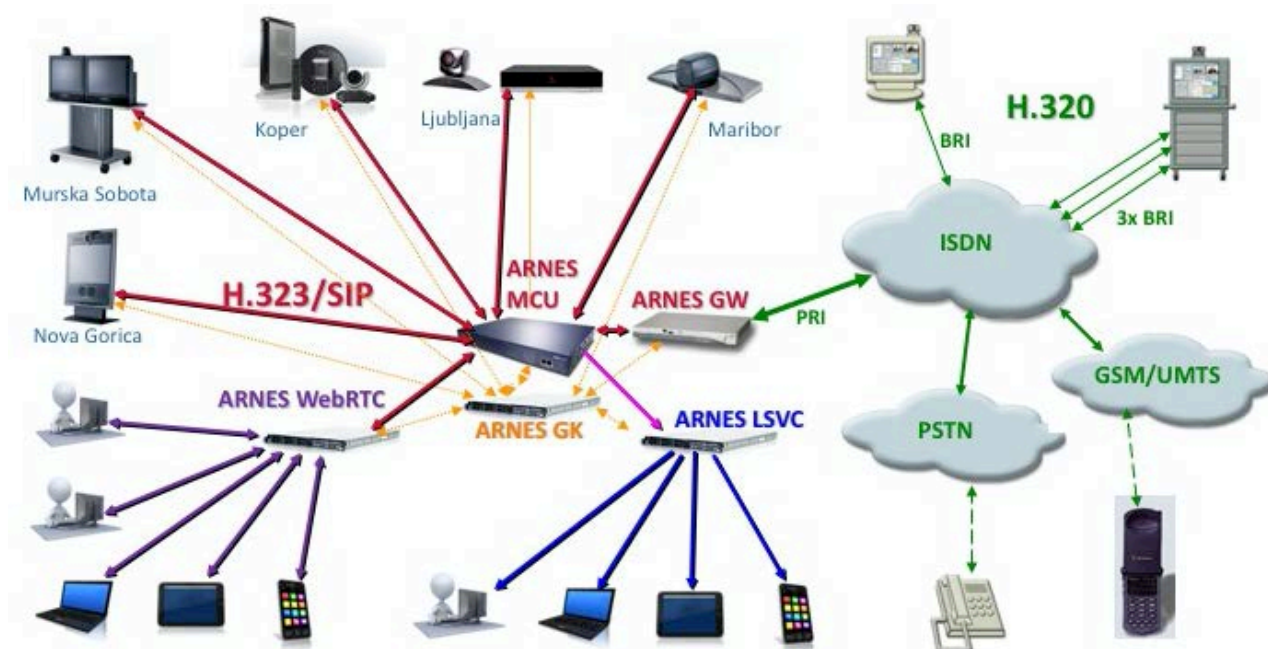 Murska Sobota
Koper
Ljubljana
Maribor
H.320
BRI
3x BRI
ISDN
Nova Gorica
H.323/SIP
ARNES
MCU
ARNES GW
PRI
GSM/UMTS
ARNES WebRTC
ARNES GK
ARNES LSVC
PSTN